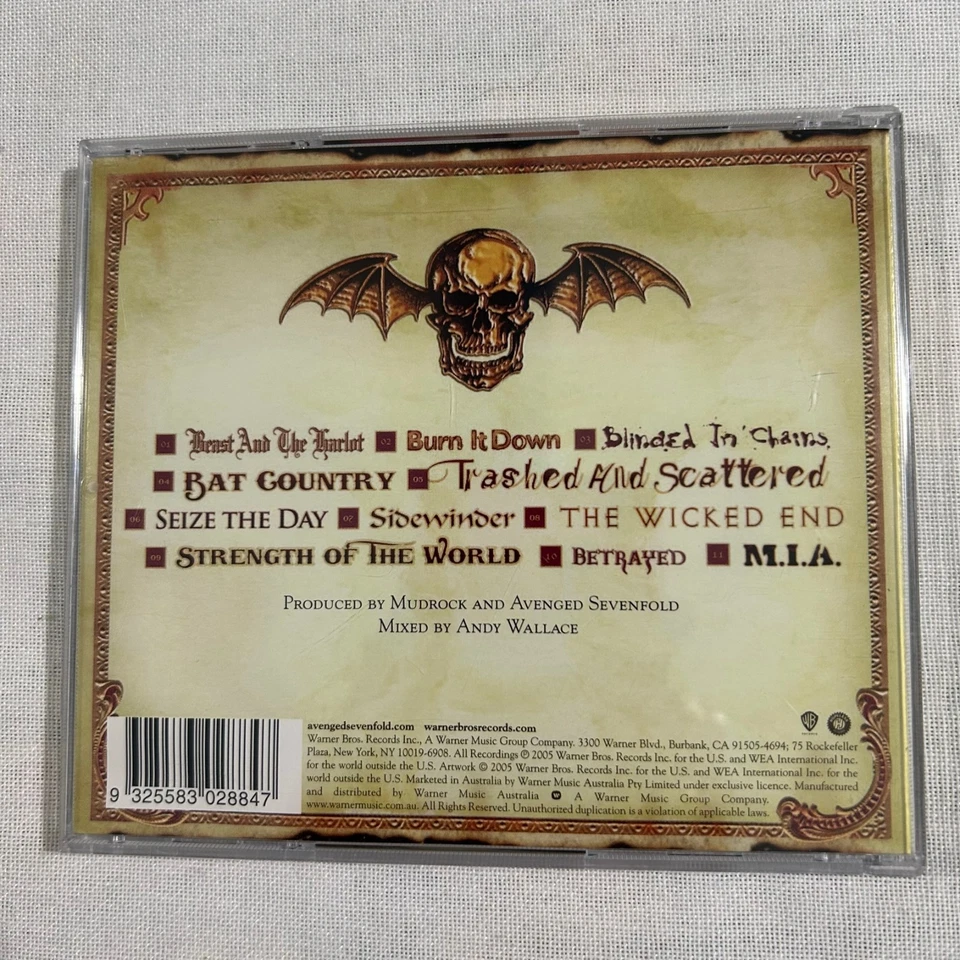 01 Beast And The Harlot 02 Burn It Down 03 Blinded In Chains
04 Bat Country 05 Trashed And Scattered
06 Seize the Day 07 Sidewinder 08 THE WICKED END
09 Strength of The World 10 Betrayed 11 M.I.A.
Produced by Mudrock and Avenged Sevenfold
Mixed by Andy Wallace
avengedsevenfold.com warnerbrosrecords.com
Warner Bros. Records Inc., A Warner Music Group Company. 3300 Warner Blvd., Burbank, CA 91505-4694; 75 Rockefeller
Plaza, New York, NY 10019-6908. All Recordings ℗ 2005 Warner Bros. Records Inc. for the U.S. and WEA International Inc.
for the world outside the U.S. Artwork © 2005 Warner Bros. Records Inc. for the U.S. and WEA International Inc. for the
world outside the U.S. Marketed in Australia by Warner Music Australia Pty Limited under exclusive licence. Manufactured
and distributed by Warner Music Australia A Warner Music Group Company.
www.warnermusic.com.au. All Rights Reserved. Unauthorized duplication is a violation of applicable laws.
9 325583 028847